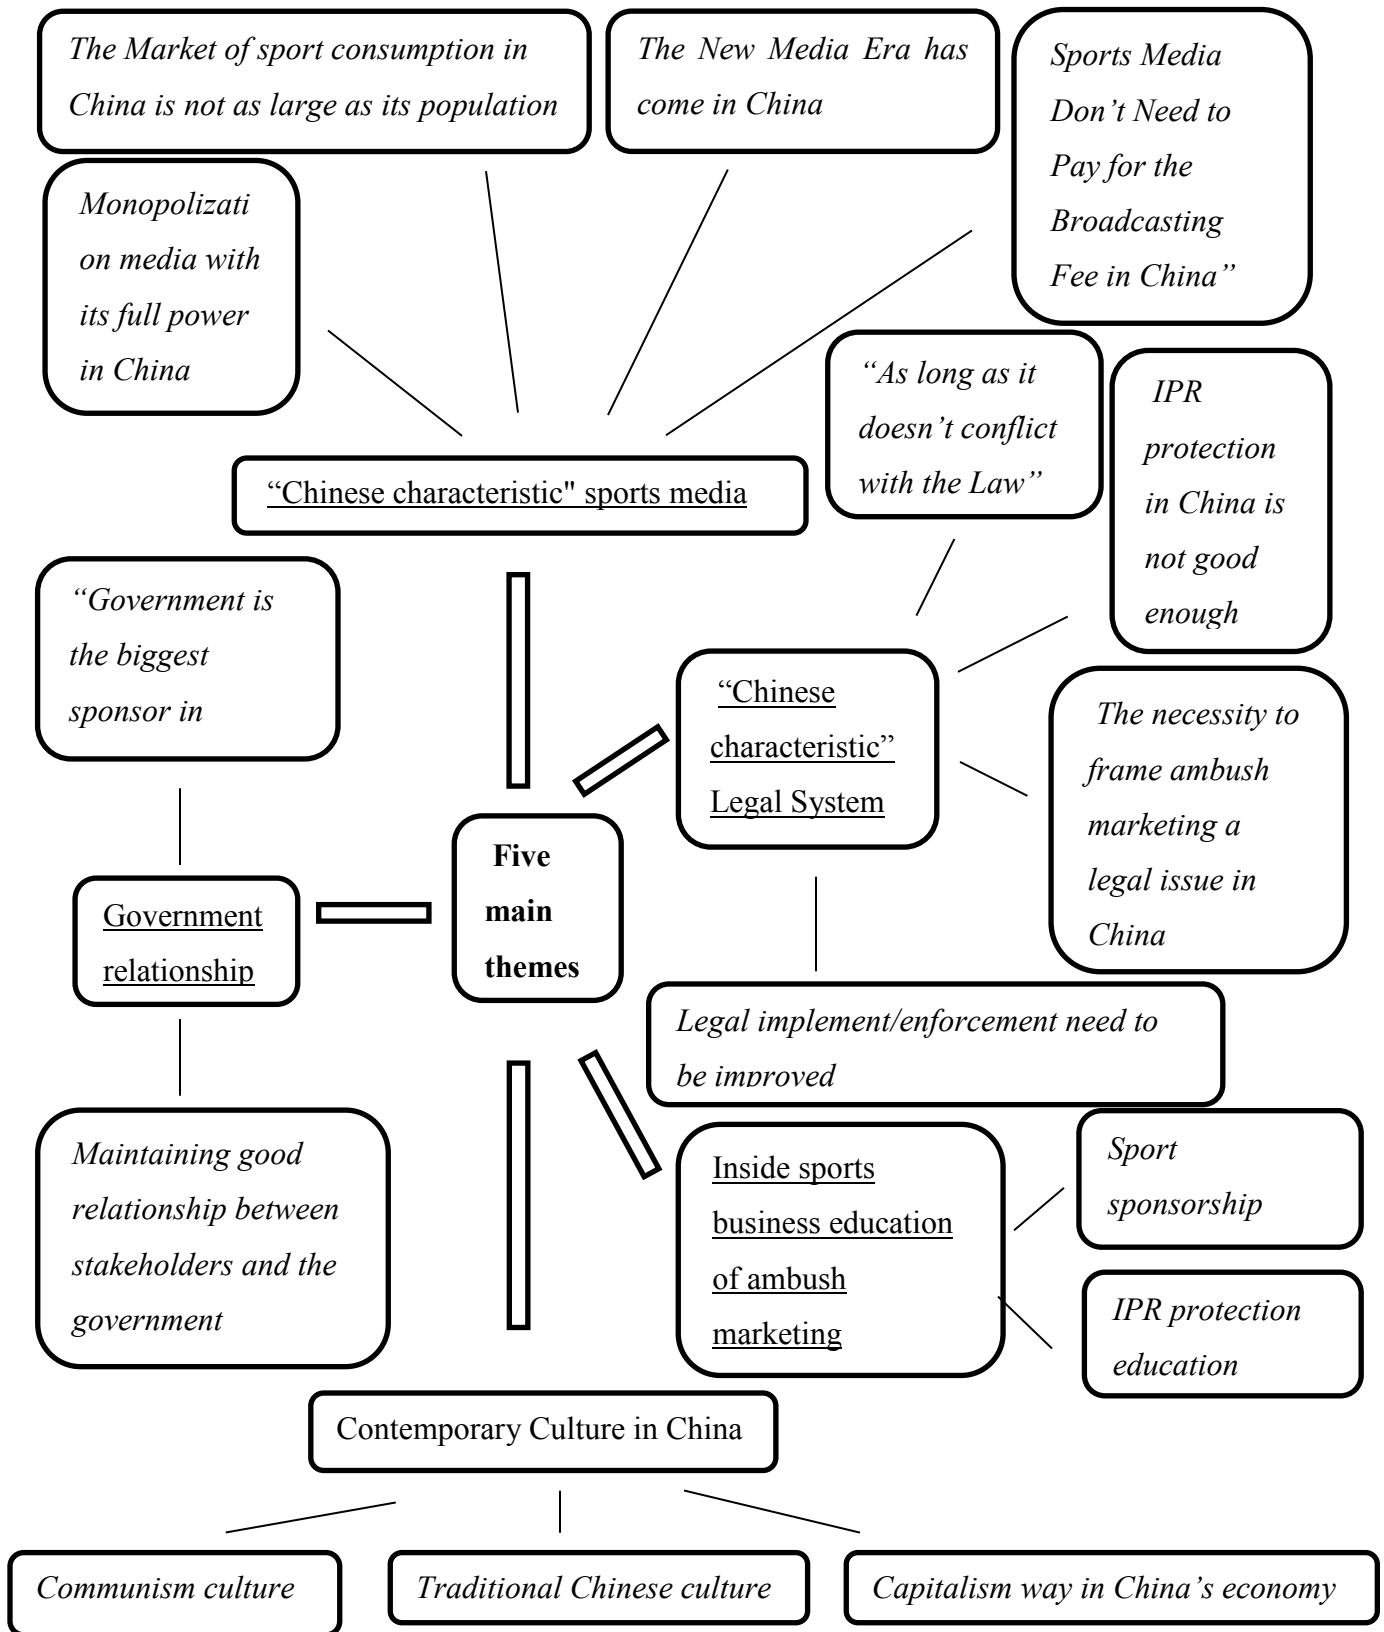 The Market of sport consumption in
China is not as large as its population
The New Media Era has
come in China
Sports Media
Don’t Need to
Pay for the
Broadcasting
Fee in China”
Monopolizati
on media with
its full power
in China
“As long as it
doesn’t conflict
with the Law”
IPR
protection
in China is
not good
enough
“Chinese characteristic" sports media
“Government is
the biggest
sponsor in
“Chinese
characteristic”
Legal System
The necessity to
frame ambush
marketing a
legal issue in
China
Five
main
themes
Government
relationship
Legal implement/enforcement need to
be improved
Maintaining good
relationship between
stakeholders and the
government
Inside sports
business education
of ambush
marketing
Sport
sponsorship
IPR protection
education
Contemporary Culture in China
Communism culture
Traditional Chinese culture
Capitalism way in China’s economy